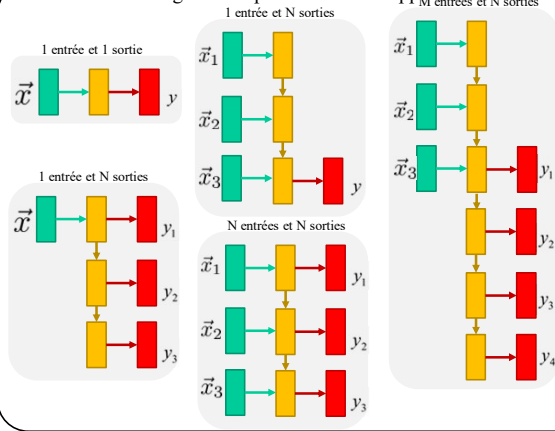 1 entrée et 1 sortie
x⃗
y
1 entrée et N sorties
x⃗
y₁
y₂
y₃
1 entrée et N sorties
x⃗₁
x⃗₂
x⃗₃
y
N entrées et N sorties
x⃗₁
x⃗₂
x⃗₃
y₁
y₂
y₃
M entrées et N sorties
x⃗₁
x⃗₂
x⃗₃
y₁
y₂
y₃
y₄